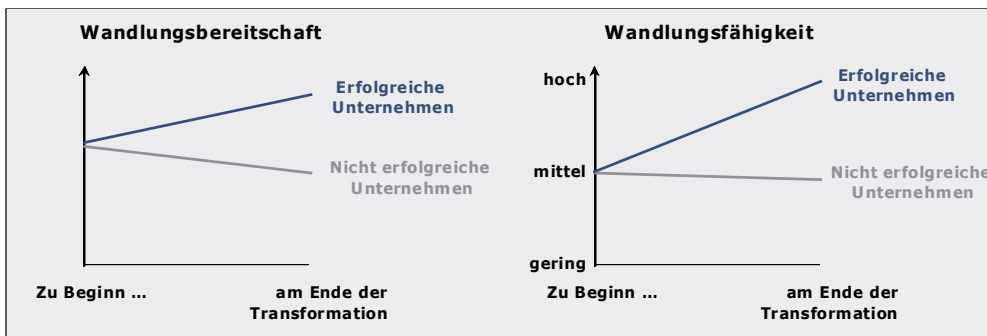 Wandlungsbereitschaft
Erfolgreiche
Unternehmen
Nicht erfolgreiche
Unternehmen
Zu Beginn ...
am Ende der
Transformation
Wandlungsfähigkeit
hoch
mittel
gering
Erfolgreiche
Unternehmen
Nicht erfolgreiche
Unternehmen
Zu Beginn ...
am Ende der
Transformation